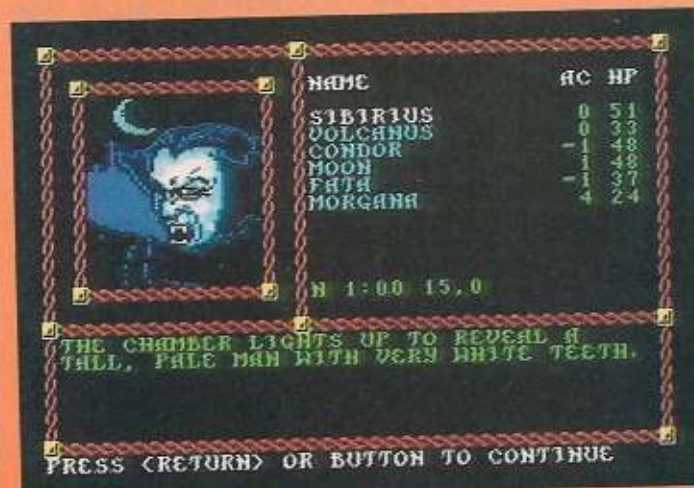 NAME AC HP
SIBIRIUS 0 51
VOLCANUS 0 33
CONDOR -1 48
MOON 1 48
FATA -1 37
MORGANA 4 24
N 1:00 15,0
THE CHAMBER LIGHTS UP TO REVEAL A
TALL, PALE MAN WITH VERY WHITE TEETH.
PRESS <RETURN> OR BUTTON TO CONTINUE